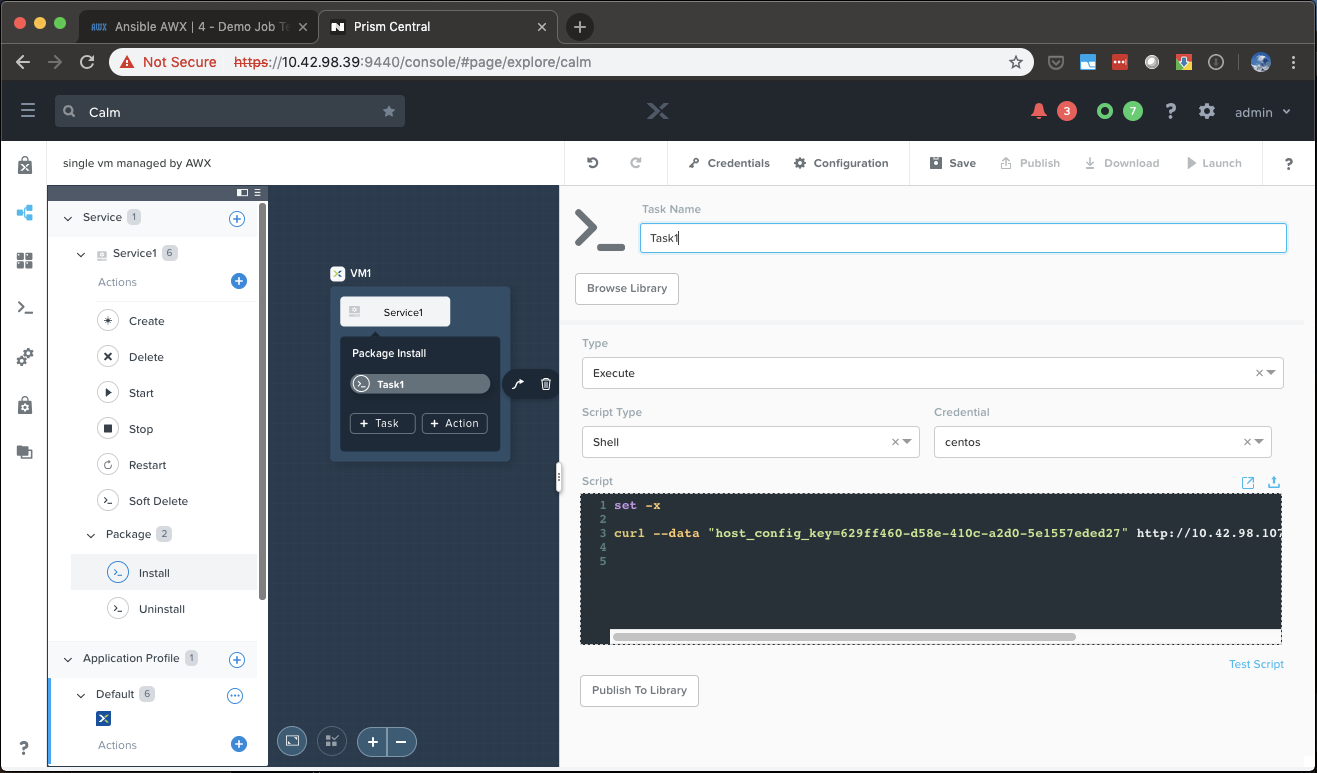 AWX Ansible AWX | 4 - Demo Job Te
Prism Central
Not Secure https://10.42.98.39:9440/console/#page/explore/calm
Calm
3
7
?
admin
single vm managed by AWX
Credentials
Configuration
Save
Publish
Download
Launch
?
Service 1
Service1 6
Actions
Create
Delete
Start
Stop
Restart
Soft Delete
Package 2
Install
Uninstall
Application Profile 1
Default 6
Actions
?
VM1
Service1
Package Install
Task1
+ Task
+ Action
Task Name
Task1
Browse Library
Type
Execute
Script Type
Credential
Shell
centos
Script
1 set -x
2
3 curl --data "host_config_key=629ff460-d58e-410c-a2d0-5e1557eded27" http://10.42.98.107
4
5
Test Script
Publish To Library